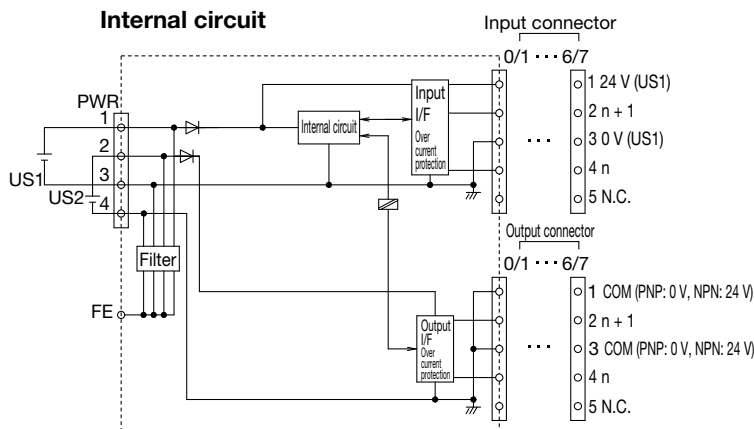 Internal circuit
Input connector
0/1 ··· 6/7
PWR
1
2
3
4
US1
US2
Internal circuit
Input
I/F
Over
current
protection
···
1 24 V (US1)
2 n + 1
3 0 V (US1)
4 n
5 N.C.
Filter
FE
Output connector
0/1 ··· 6/7
Output
I/F
Over
current
protection
···
1 COM (PNP: 0 V, NPN: 24 V)
2 n + 1
3 COM (PNP: 0 V, NPN: 24 V)
4 n
5 N.C.